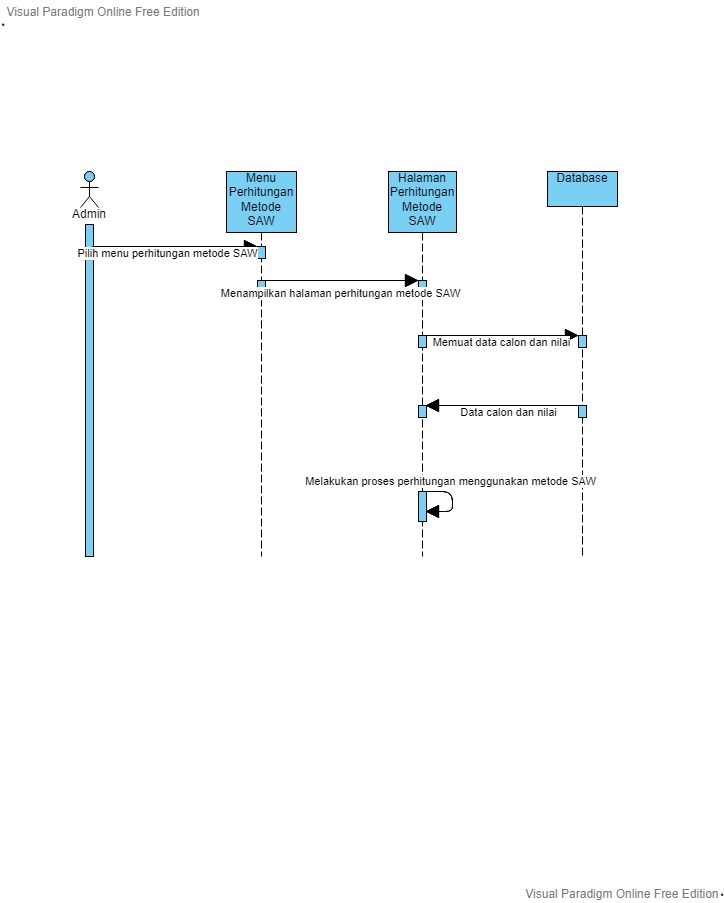 Visual Paradigm Online Free Edition
Admin
Menu
Perhitungan
Metode
SAW
Halaman
Perhitungan
Metode
SAW
Database
Pilih menu perhitungan metode SAW
Menampilkan halaman perhitungan metode SAW
Memuat data calon dan nilai
Data calon dan nilai
Melakukan proses perhitungan menggunakan metode SAW
Visual Paradigm Online Free Edition